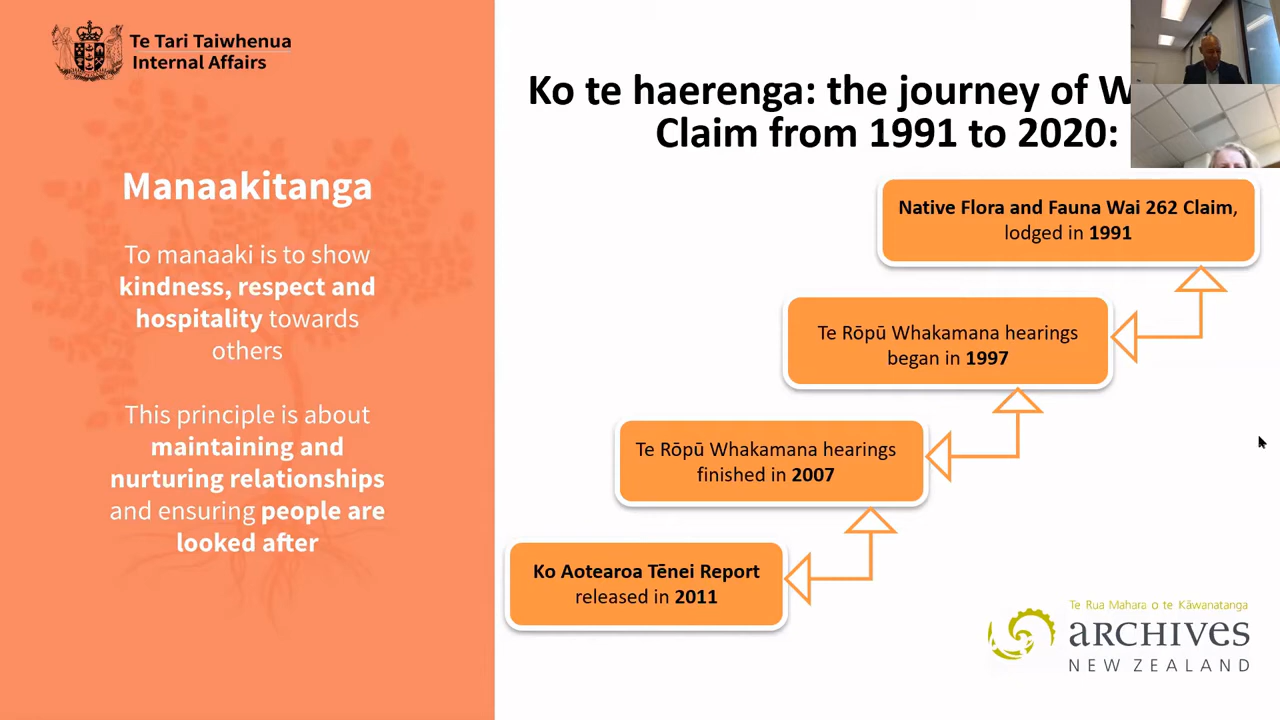 Te Tari Taiwhenua
Internal Affairs
Manaakitanga
To manaaki is to show
kindness, respect and
hospitality towards
others
This principle is about
maintaining and
nurturing relationships
and ensuring people are
looked after
Ko te haerenga: the journey of
Claim from 1991 to 2020:
Native Flora and Fauna Wai 262 Claim,
lodged in 1991
Te Rōpū Whakamana hearings
began in 1997
Te Rōpū Whakamana hearings
finished in 2007
Ko Aotearoa Tēnei Report
released in 2011
Te Rua Mahara o te Kāwanatanga
ARCHIVES
NEW ZEALAND